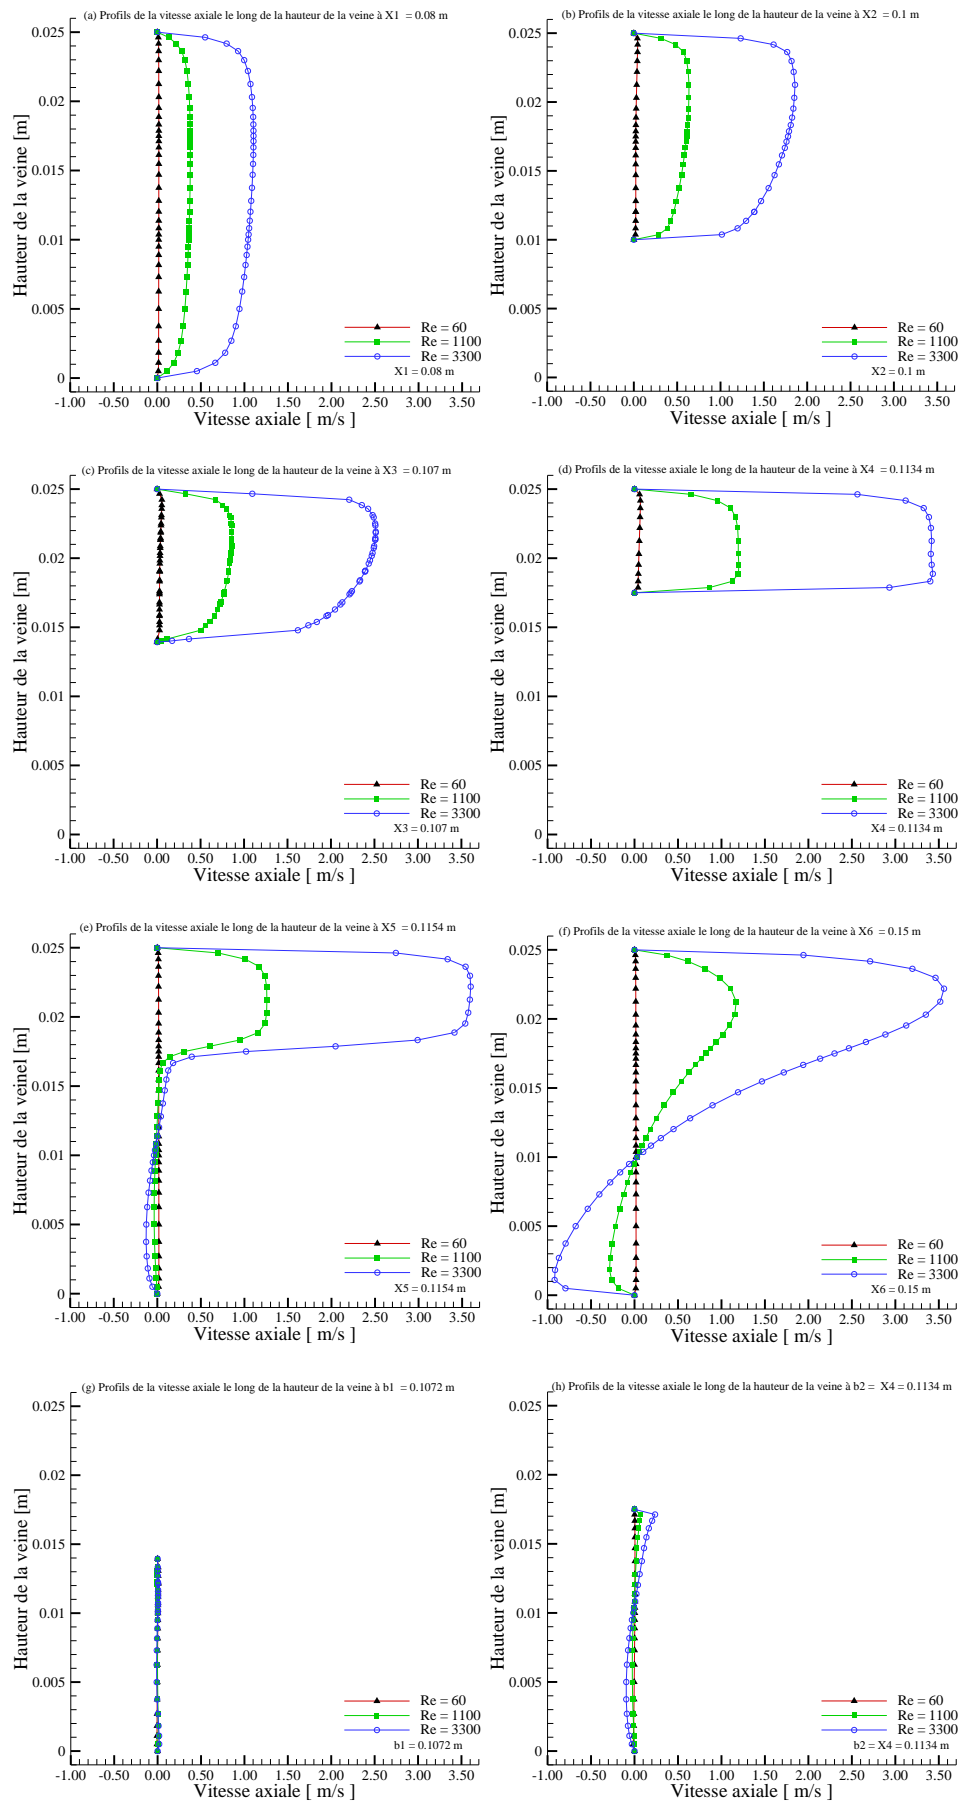 (a) Profils de la vitesse axiale le long de la hauteur de la veine à X1 = 0.08 m
0.025
0.02
0.015
0.01
0.005
0
Hauteur de la veine [m]
Re = 60
Re = 1100
Re = 3300
X1 = 0.08 m
-1.00 0.00 0.50 1.00 1.50 2.00 2.50 3.00 3.50
Vitesse axiale [ m/s ]
(b) Profils de la vitesse axiale le long de la hauteur de la veine à X2 = 0.1 m
0.025
0.02
0.015
0.01
0.005
0
Hauteur de la veine [m]
Re = 60
Re = 1100
Re = 3300
X2 = 0.1 m
-1.00 0.00 0.50 1.00 1.50 2.00 2.50 3.00 3.50
Vitesse axiale [ m/s ]
(c) Profils de la vitesse axiale le long de la hauteur de la veine à X3 = 0.107 m
0.025
0.02
0.015
0.01
0.005
0
Hauteur de la veine [m]
Re = 60
Re = 1100
Re = 3300
X3 = 0.107 m
-1.00 0.00 0.50 1.00 1.50 2.00 2.50 3.00 3.50
Vitesse axiale [ m/s ]
(d) Profils de la vitesse axiale le long de la hauteur de la veine à X4 = 0.1134 m
0.025
0.02
0.015
0.01
0.005
0
Hauteur de la veine [m]
Re = 60
Re = 1100
Re = 3300
X4 = 0.1134 m
-1.00 0.00 0.50 1.00 1.50 2.00 2.50 3.00 3.50
Vitesse axiale [ m/s ]
(e) Profils de la vitesse axiale le long de la hauteur de la veine à X5 = 0.1154 m
0.025
0.02
0.015
0.01
0.005
0
Hauteur de la veine[m]
Re = 60
Re = 1100
Re = 3300
X5 = 0.1154 m
-1.00 0.00 0.50 1.00 1.50 2.00 2.50 3.00 3.50
Vitesse axiale [ m/s ]
(f) Profils de la vitesse axiale le long de la hauteur de la veine à X6 = 0.15 m
0.025
0.02
0.015
0.01
0.005
0
Hauteur de la veine [m]
Re = 60
Re = 1100
Re = 3300
X6 = 0.15 m
-1.00 0.00 0.50 1.00 1.50 2.00 2.50 3.00 3.50
Vitesse axiale [ m/s ]
(g) Profils de la vitesse axiale le long de la hauteur de la veine à b1 = 0.1072 m
0.025
0.02
0.015
0.01
0.005
0
Hauteur de la veine [m]
Re = 60
Re = 1100
Re = 3300
b1 = 0.1072 m
-1.00 0.00 0.50 1.00 1.50 2.00 2.50 3.00 3.50
Vitesse axiale [ m/s ]
(h) Profils de la vitesse axiale le long de la hauteur de la veine à b2 = X4 = 0.1134 m
0.025
0.02
0.015
0.01
0.005
0
Hauteur de la veine [m]
Re = 60
Re = 1100
Re = 3300
b2 = X4 = 0.1134 m
-1.00 0.00 0.50 1.00 1.50 2.00 2.50 3.00 3.50
Vitesse axiale [ m/s ]